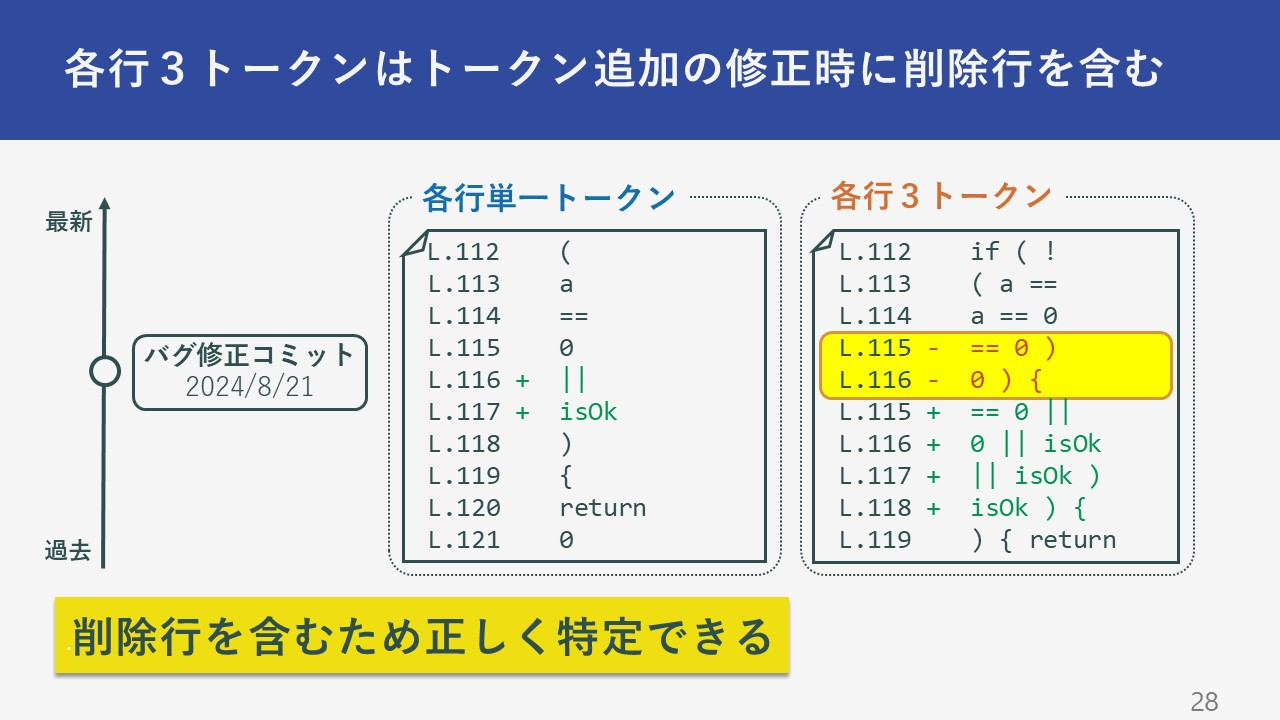 各行３トークンはトークン追加の修正時に削除行を含む
最新
バグ修正コミット
2024/8/21
過去
各行単一トークン
L.112 (
L.113 a
L.114 ==
L.115 0
L.116 + ||
L.117 + isOk
L.118 )
L.119 {
L.120 return
L.121 0
各行３トークン
L.112 if ( !
L.113 ( a ==
L.114 a == 0
L.115 - == 0 )
L.116 - 0 ) {
L.115 + == 0 ||
L.116 + 0 || isOk
L.117 + || isOk )
L.118 + isOk ) {
L.119 ) { return
削除行を含むため正しく特定できる
28